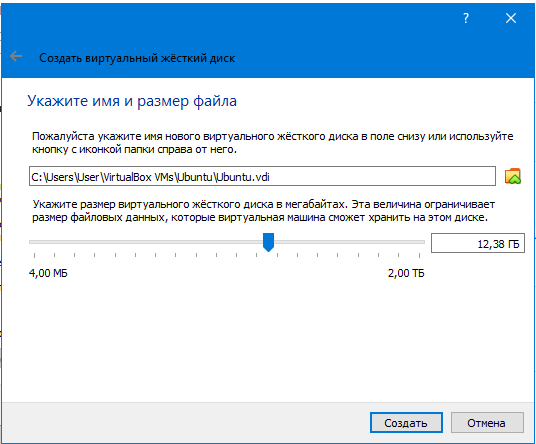 ?
Создать виртуальный жёсткий диск
Укажите имя и размер файла
Пожалуйста укажите имя нового виртуального жёсткого диска в поле снизу или используйте
кнопку с иконкой папки справа от него.
C:\Users\User\VirtualBox VMs\Ubuntu\Ubuntu.vdi
Укажите размер виртуального жёсткого диска в мегабайтах. Эта величина ограничивает
размер файловых данных, которые виртуальная машина сможет хранить на этом диске.
12,38 ГБ
4,00 МБ 2,00 ТБ
Создать Отмена